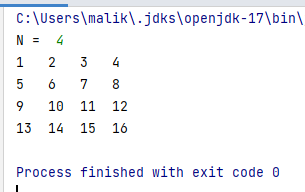 C:\Users\malik\.jdks\openjdk-17\bin\
N = 4
1 2 3 4
5 6 7 8
9 10 11 12
13 14 15 16
Process finished with exit code 0